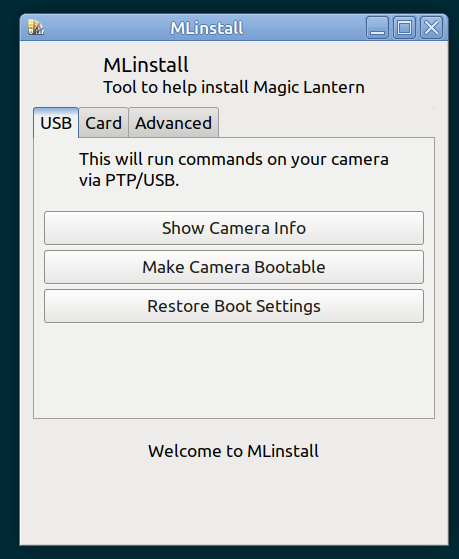 MLinstall
MLinstall
Tool to help install Magic Lantern
USB Card Advanced
This will run commands on your camera
via PTP/USB.
Show Camera Info
Make Camera Bootable
Restore Boot Settings
Welcome to MLinstall